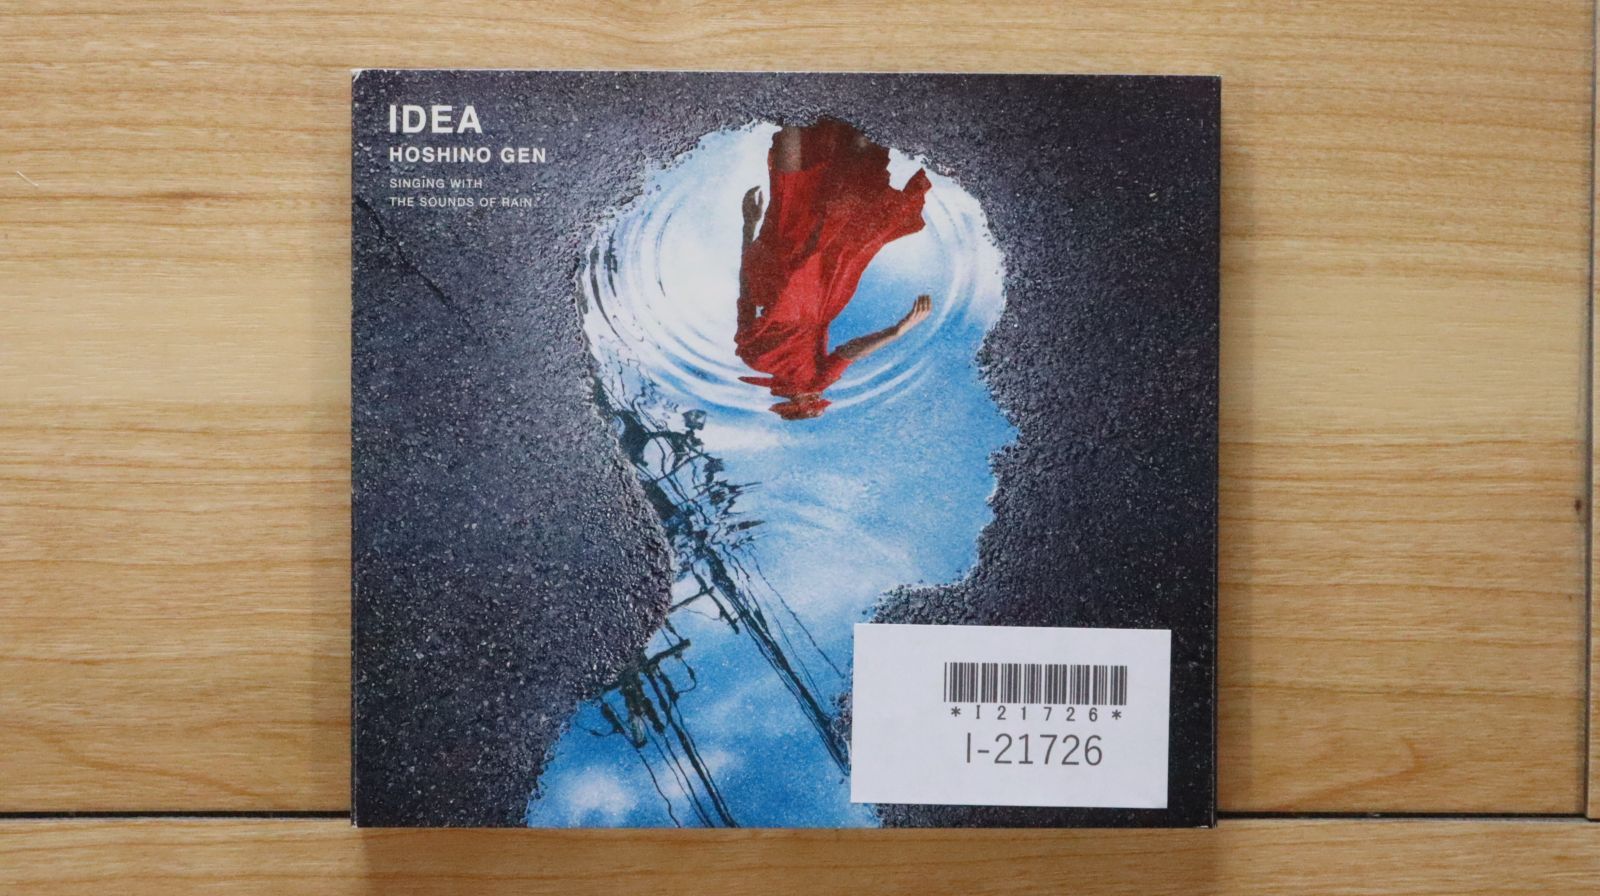 IDEA
HOSHINO GEN
SINGING WITH
THE SOUNDS OF RAIN.
*I21726*
I-21726